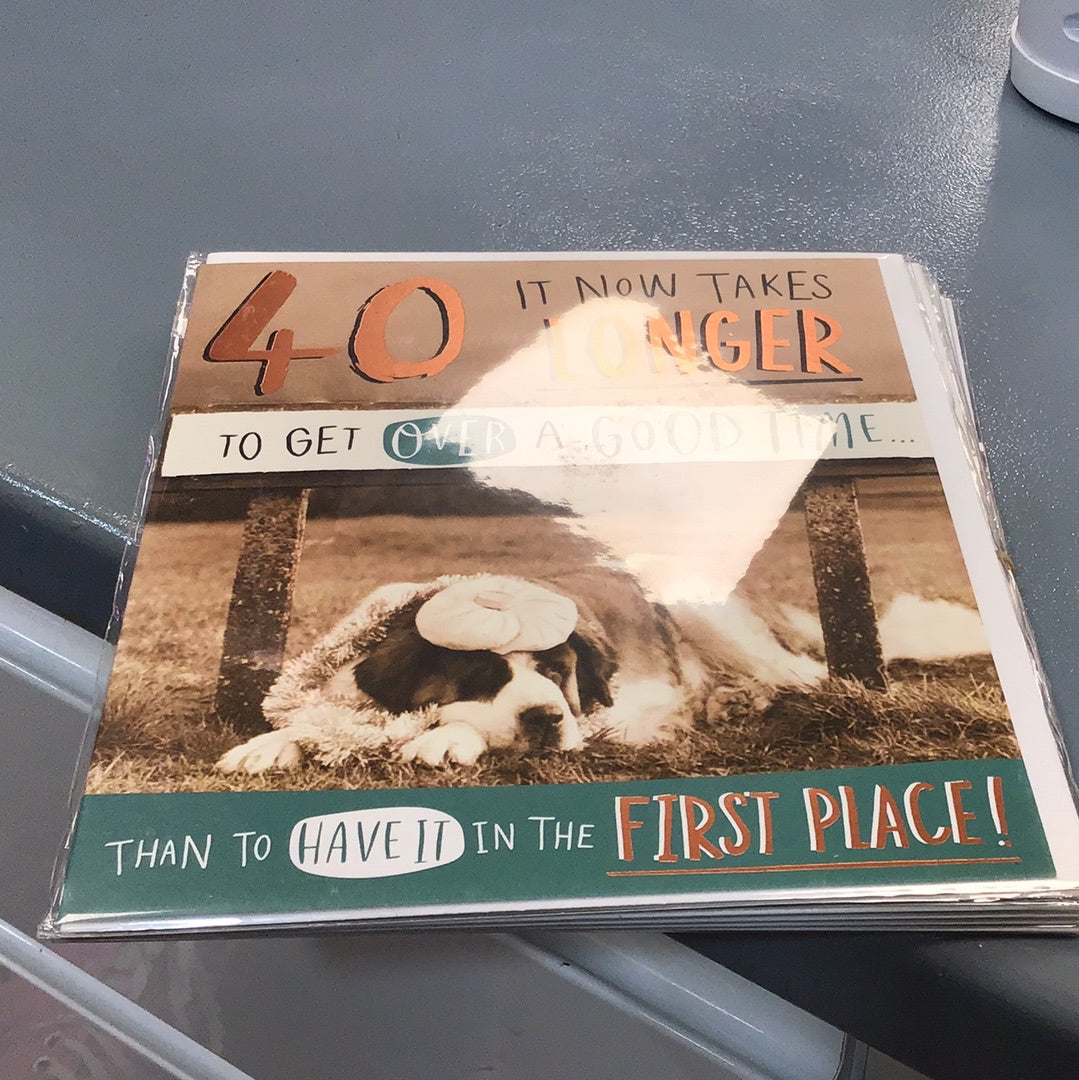 40 IT NOW TAKES
LONGER
TO GET OVER A GOOD TIME...
THAN TO HAVE IT IN THE FIRST PLACE!